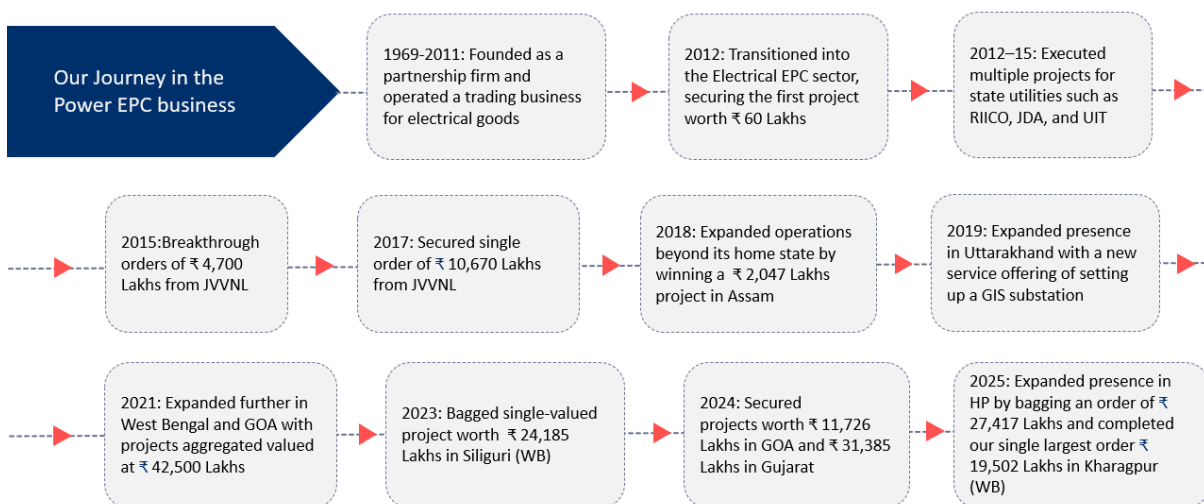 Our Journey in the
Power EPC business
1969-2011: Founded as a
partnership firm and
operated a trading business
for electrical goods
2012: Transitioned into
the Electrical EPC sector,
securing the first project
worth ₹ 60 Lakhs
2012–15: Executed
multiple projects for
state utilities such as
RIICO, JDA, and UIT
2015:Breakthrough
orders of ₹ 4,700
Lakhs from JVVNL
2017: Secured single
order of ₹ 10,670 Lakhs
from JVVNL
2018: Expanded operations
beyond its home state by
winning a ₹ 2,047 Lakhs
project in Assam
2019: Expanded presence
in Uttarakhand with a new
service offering of setting
up a GIS substation
2021: Expanded further in
West Bengal and GOA with
projects aggregated valued
at ₹ 42,500 Lakhs
2023: Bagged single-valued
project worth ₹ 24,185
Lakhs in Siliguri (WB)
2024: Secured
projects worth ₹ 11,726
Lakhs in GOA and ₹ 31,385
Lakhs in Gujarat
2025: Expanded presence in
HP by bagging an order of ₹
27,417 Lakhs and completed
our single largest order ₹
19,502 Lakhs in Kharagpur
(WB)